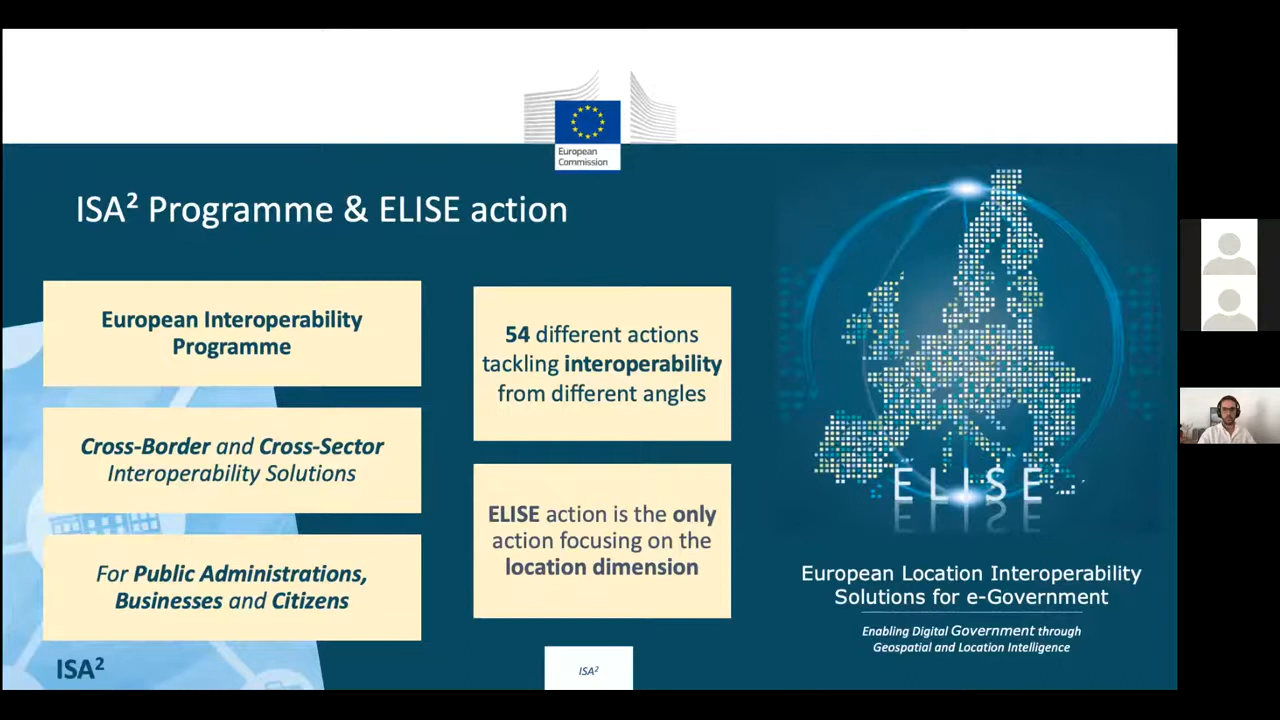 European
Commission
ISA² Programme & ELISE action
European Interoperability
Programme
Cross-Border and Cross-Sector
Interoperability Solutions
For Public Administrations,
Businesses and Citizens
54 different actions
tackling interoperability
from different angles
ELISE action is the only
action focusing on the
location dimension
ELISE
European Location Interoperability
Solutions for e-Government
Enabling Digital Government through
Geospatial and Location Intelligence
ISA²
ISA²